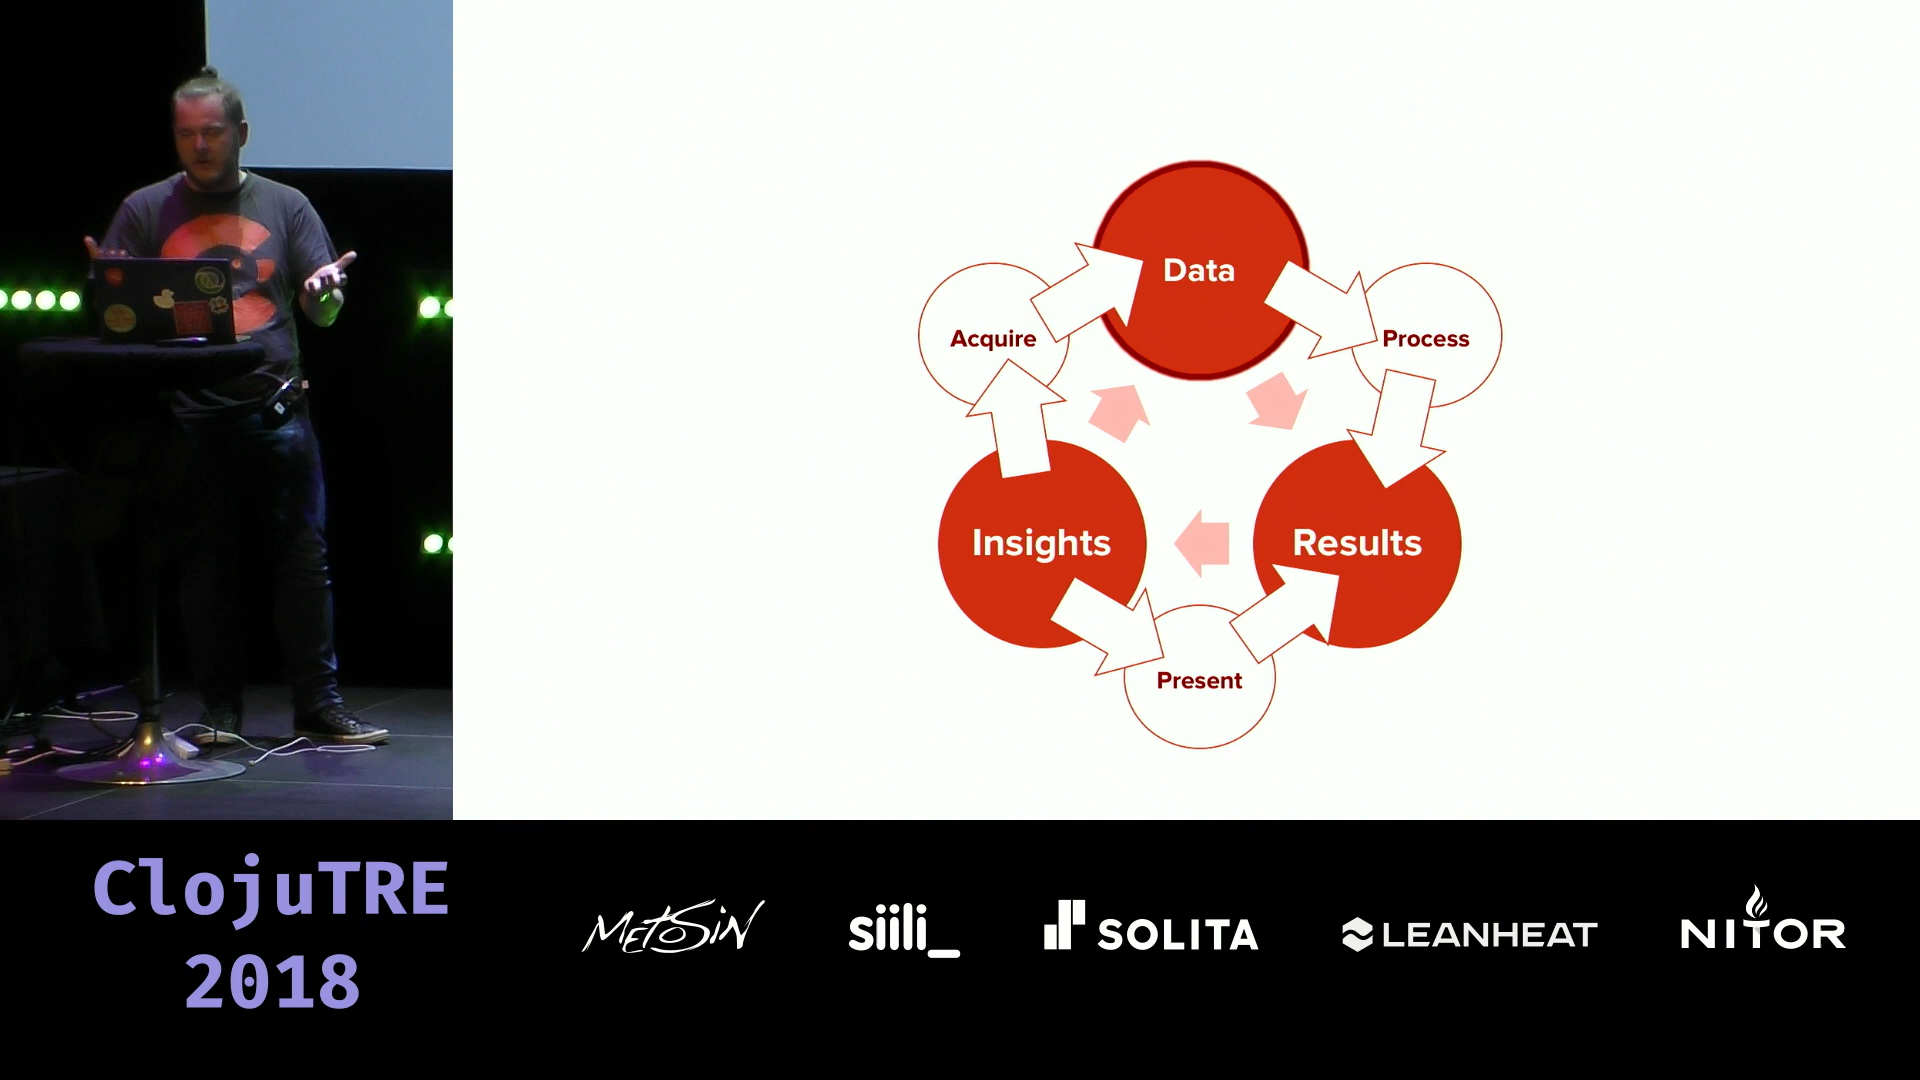 Data
Acquire
Process
Insights
Results
Present
ClojuTRE
2018
METOSIN
siili_
SOLITA
LEANHEAT
NITOR